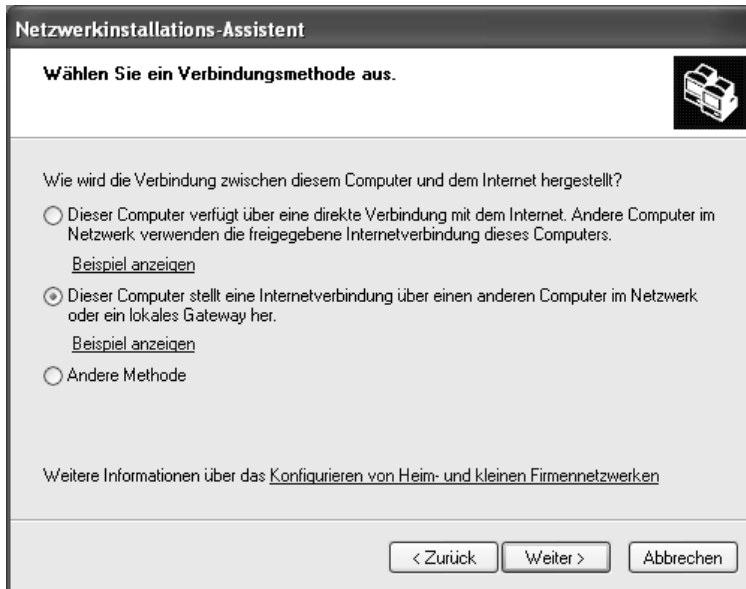 Netzwerkinstallations-Assistent
Wählen Sie ein Verbindungsmethode aus.
Wie wird die Verbindung zwischen diesem Computer und dem Internet hergestellt?
Dieser Computer verfügt über eine direkte Verbindung mit dem Internet. Andere Computer im
Netzwerk verwenden die freigegebene Internetverbindung dieses Computers.
Beispiel anzeigen
Dieser Computer stellt eine Internetverbindung über einen anderen Computer im Netzwerk
oder ein lokales Gateway her.
Beispiel anzeigen
Andere Methode
Weitere Informationen über das Konfigurieren von Heim- und kleinen Firmennetzwerken
< Zurück Weiter > Abbrechen